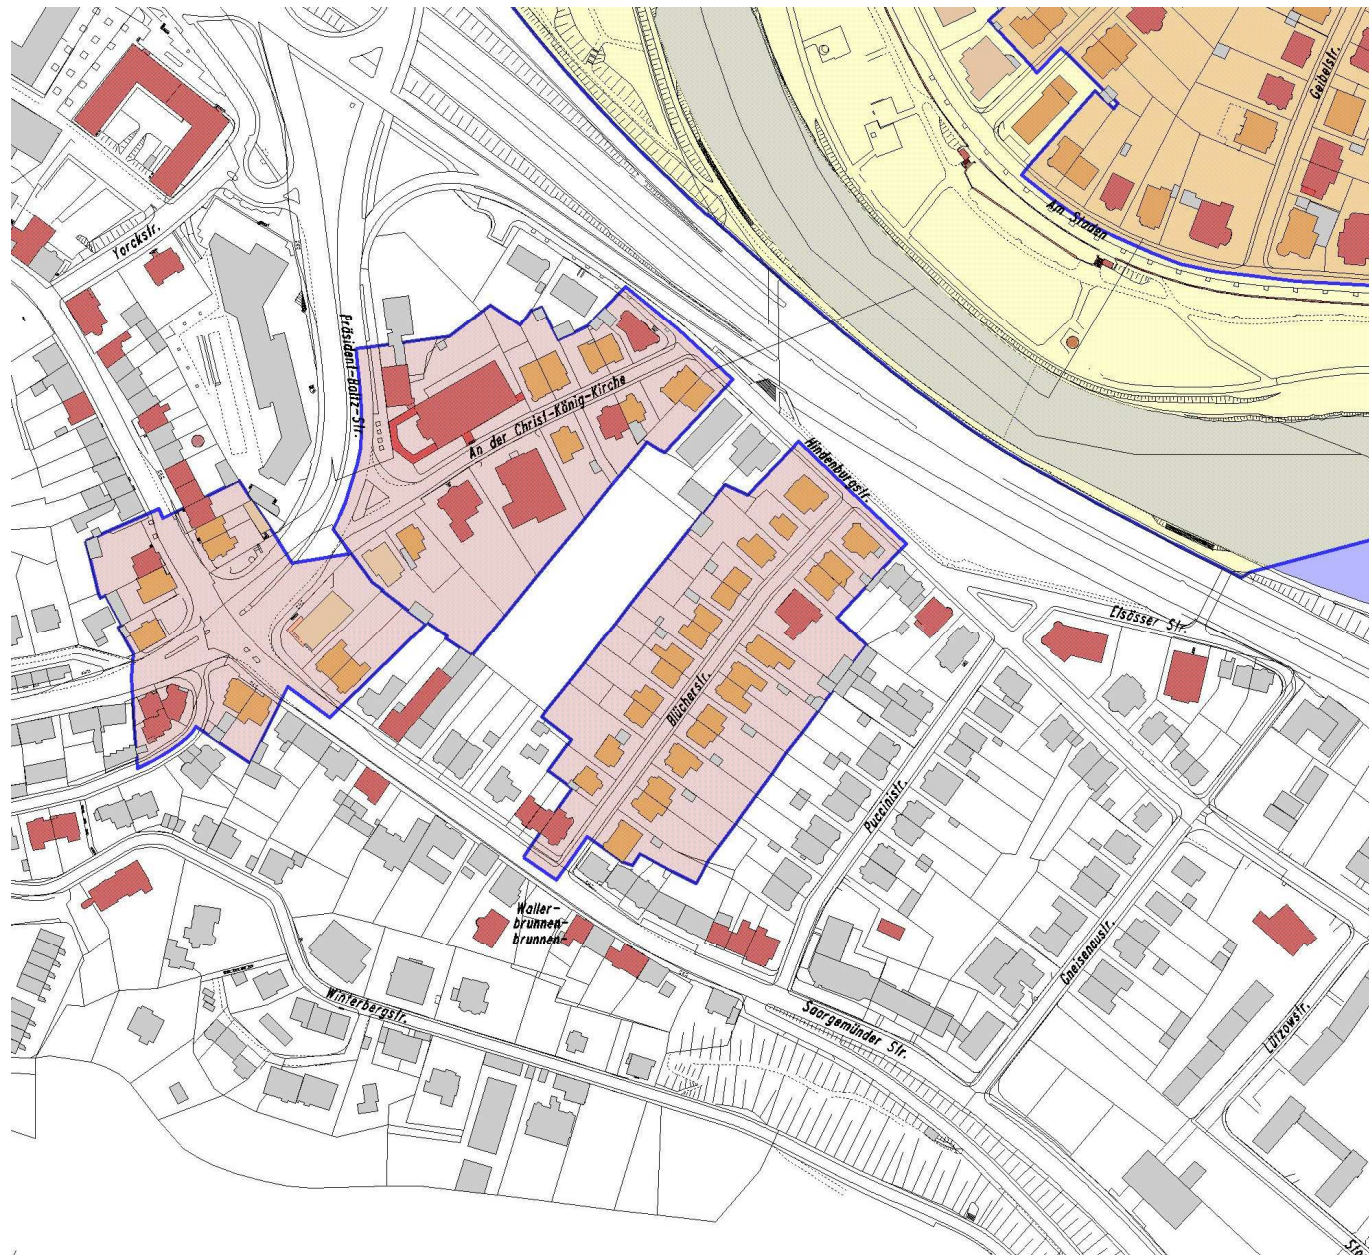 Geibelstr.
Am Staden
Yorckstr.
Präsident-Baltz-Str.
An der Christ-König-Kirche
Hindenburgstr.
Elsässer Str.
Blücherstr.
Puccinistr.
Waller-
brunnen-
brunnen-
Gneisenaustr.
Winterbergstr.
Saargemünder Str.
Lützowstr.